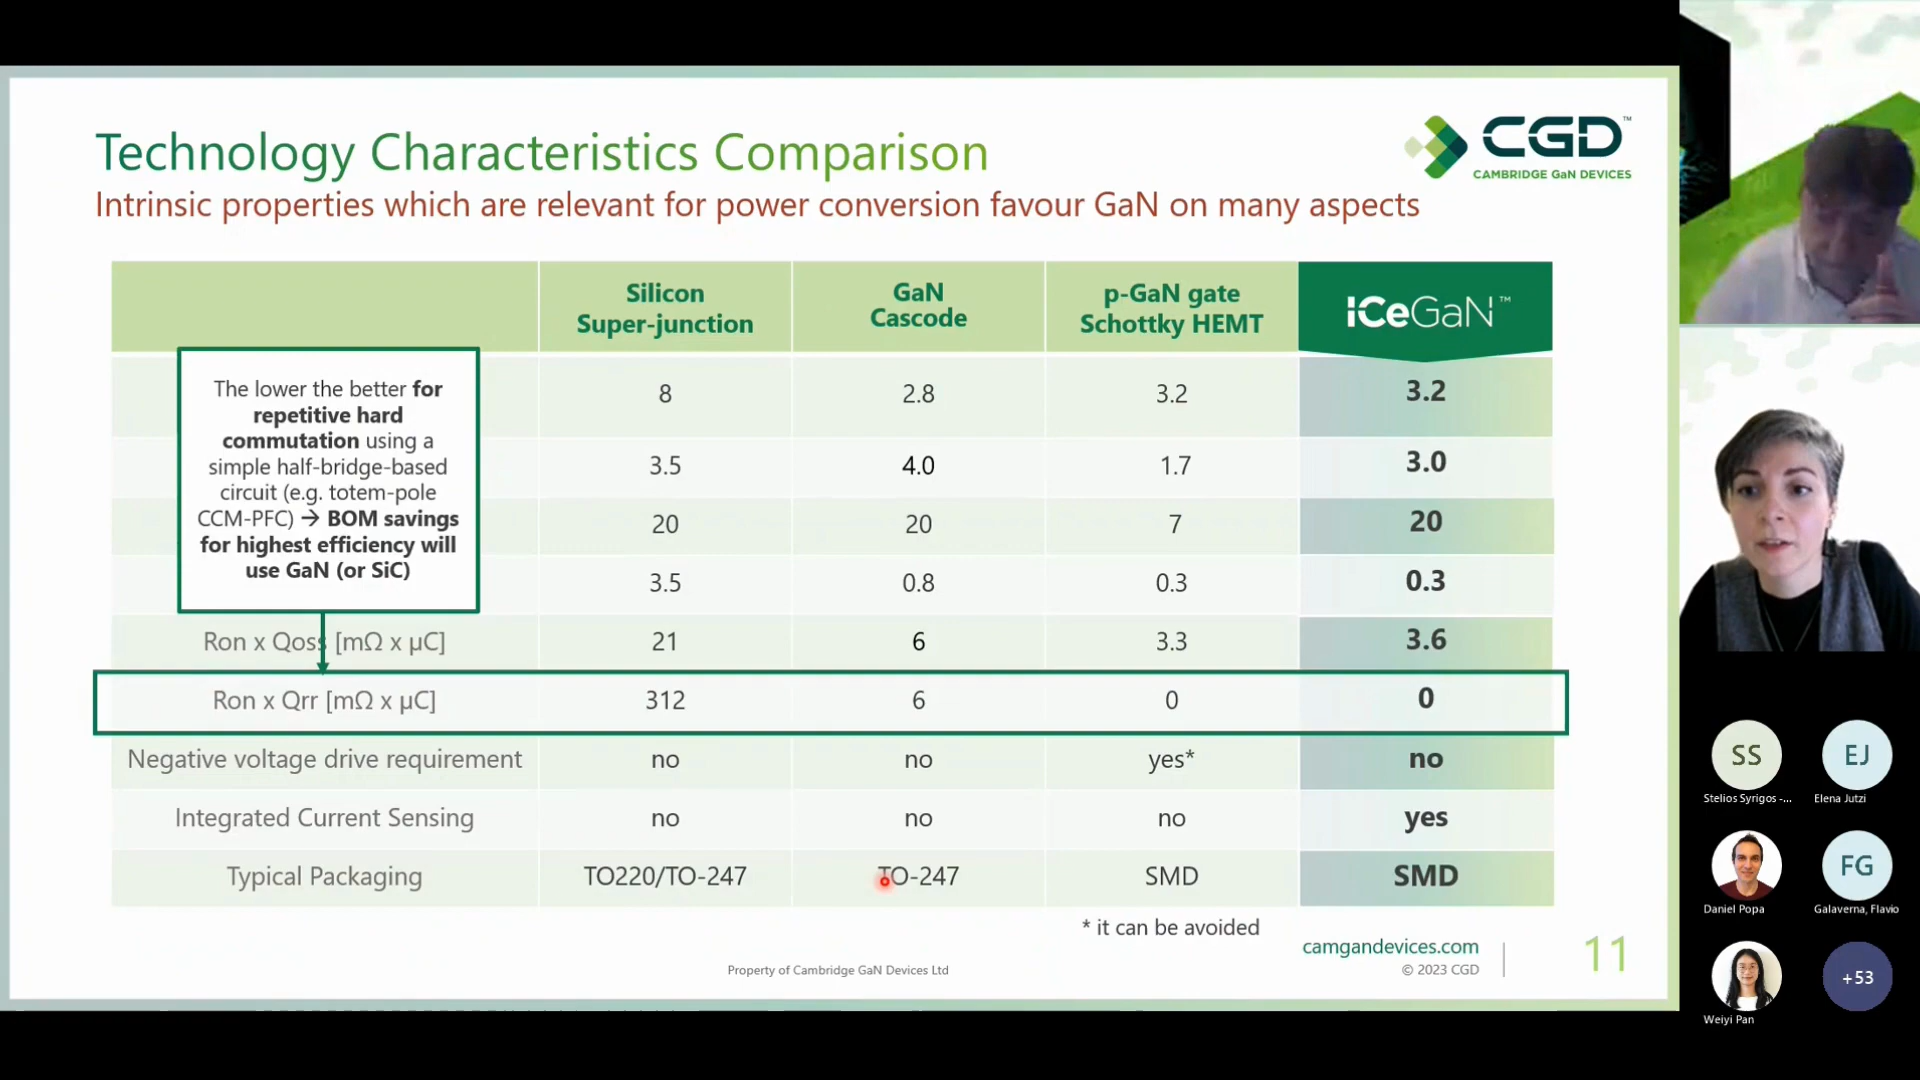 Technology Characteristics Comparison
Intrinsic properties which are relevant for power conversion favour GaN on many aspects
CGD™
CAMBRIDGE GaN DEVICES
Silicon
Super-junction
GaN
Cascode
p-GaN gate
Schottky HEMT
ICeGaN™
The lower the better for
repetitive hard
commutation using a
simple half-bridge-based
circuit (e.g. totem-pole
CCM-PFC) → BOM savings
for highest efficiency will
use GaN (or SiC)
8 2.8 3.2 3.2
3.5 4.0 1.7 3.0
20 20 7 20
3.5 0.8 0.3 0.3
Ron x Qoss [mΩ x µC] 21 6 3.3 3.6
Ron x Qrr [mΩ x µC] 312 6 0 0
Negative voltage drive requirement no no yes* no
Integrated Current Sensing no no no yes
Typical Packaging TO220/TO-247 TO-247 SMD SMD
* it can be avoided
camgandevices.com
© 2023 CGD
11
Property of Cambridge GaN Devices Ltd
SS
Stelios Syrigos -...
EJ
Elena Jutzi
Daniel Popa
FG
Galaverna, Flavio
Weiyi Pan
+53